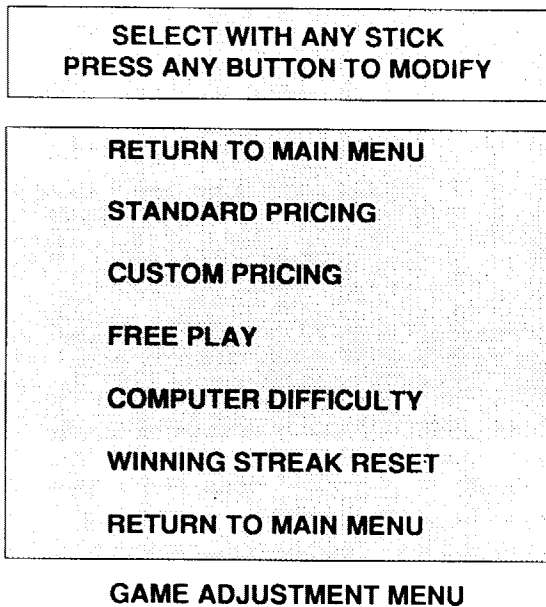 SELECT WITH ANY STICK
PRESS ANY BUTTON TO MODIFY
RETURN TO MAIN MENU
STANDARD PRICING
CUSTOM PRICING
FREE PLAY
COMPUTER DIFFICULTY
WINNING STREAK RESET
RETURN TO MAIN MENU
GAME ADJUSTMENT MENU